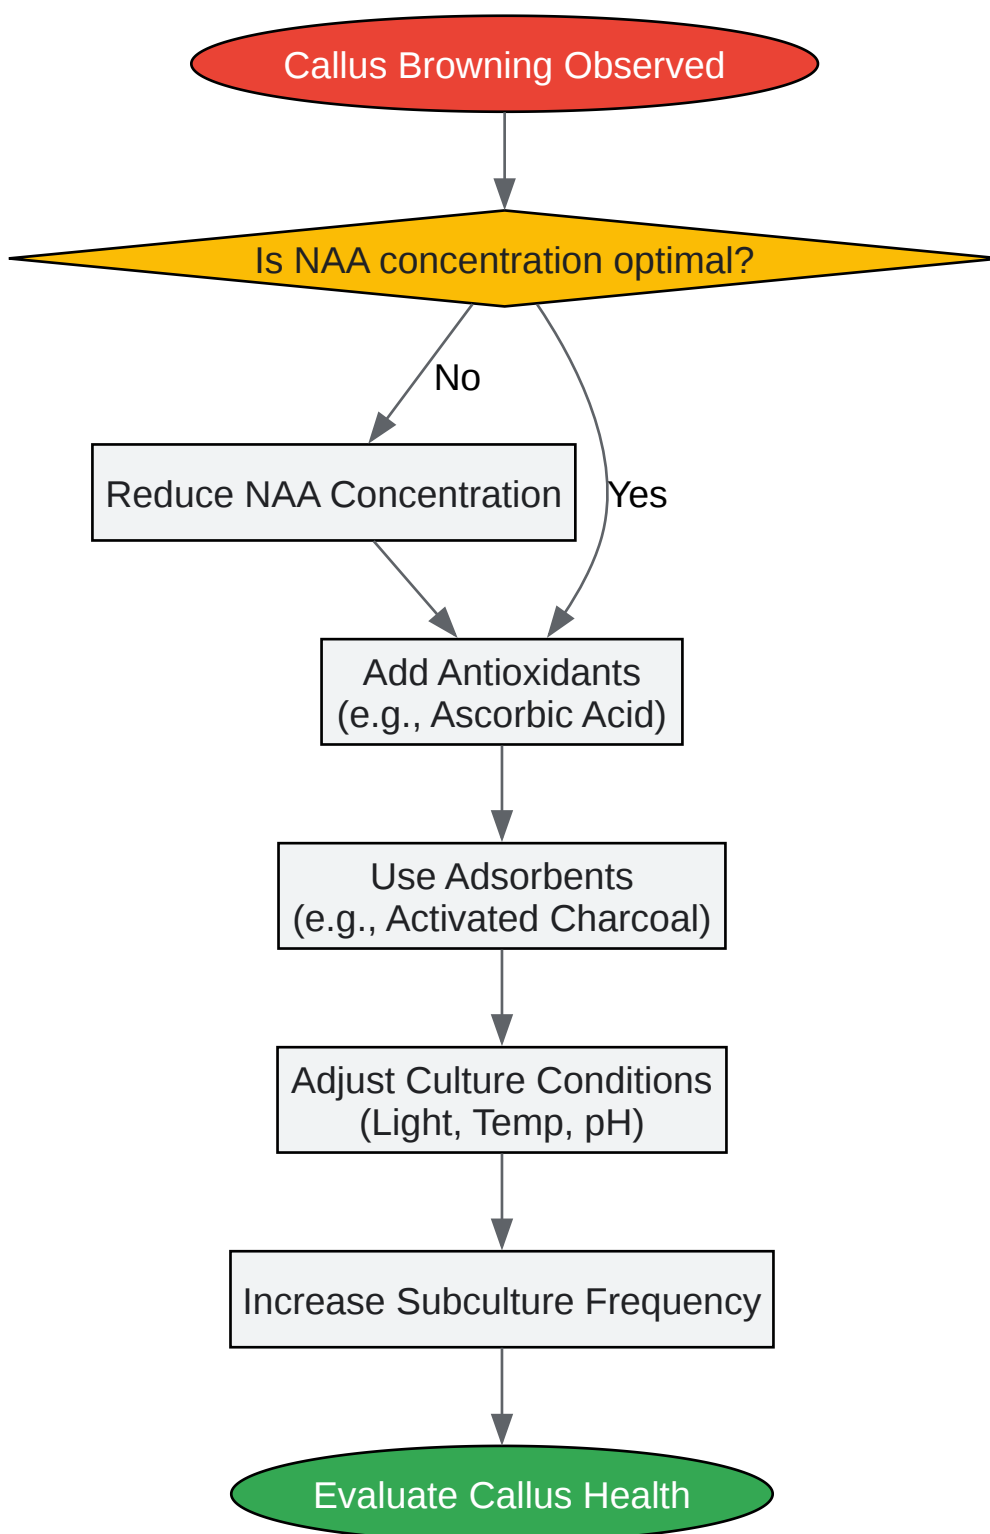 Callus Browning Observed
Is NAA concentration optimal?
No
Reduce NAA Concentration
Yes
Add Antioxidants
(e.g., Ascorbic Acid)
Use Adsorbents
(e.g., Activated Charcoal)
Adjust Culture Conditions
(Light, Temp, pH)
Increase Subculture Frequency
Evaluate Callus Health